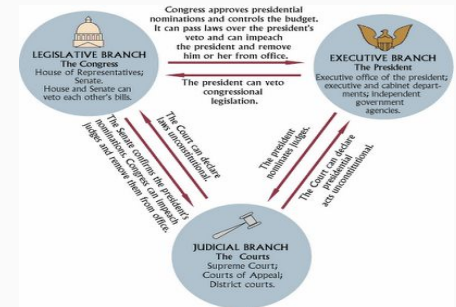 Congress approves presidential
nominations and controls the budget.
It can pass laws over the president's
veto and can impeach
the president and remove
him or her from office.
LEGISLATIVE BRANCH
The Congress
House of Representatives;
Senate.
House and Senate can
veto each other's bills.
EXECUTIVE BRANCH
The President
Executive office of the president;
executive and cabinet depart-
ments; independent
government
agencies.
The president can veto
congressional
legislation.
The Court can declare
laws unconstitutional.
The Senate confirms the president's
nominations. Congress can impeach
judges and remove them from office.
The president
nominates judges.
The Court can declare
presidential
acts unconstitutional.
JUDICIAL BRANCH
The Courts
Supreme Court;
Courts of Appeal;
District courts.